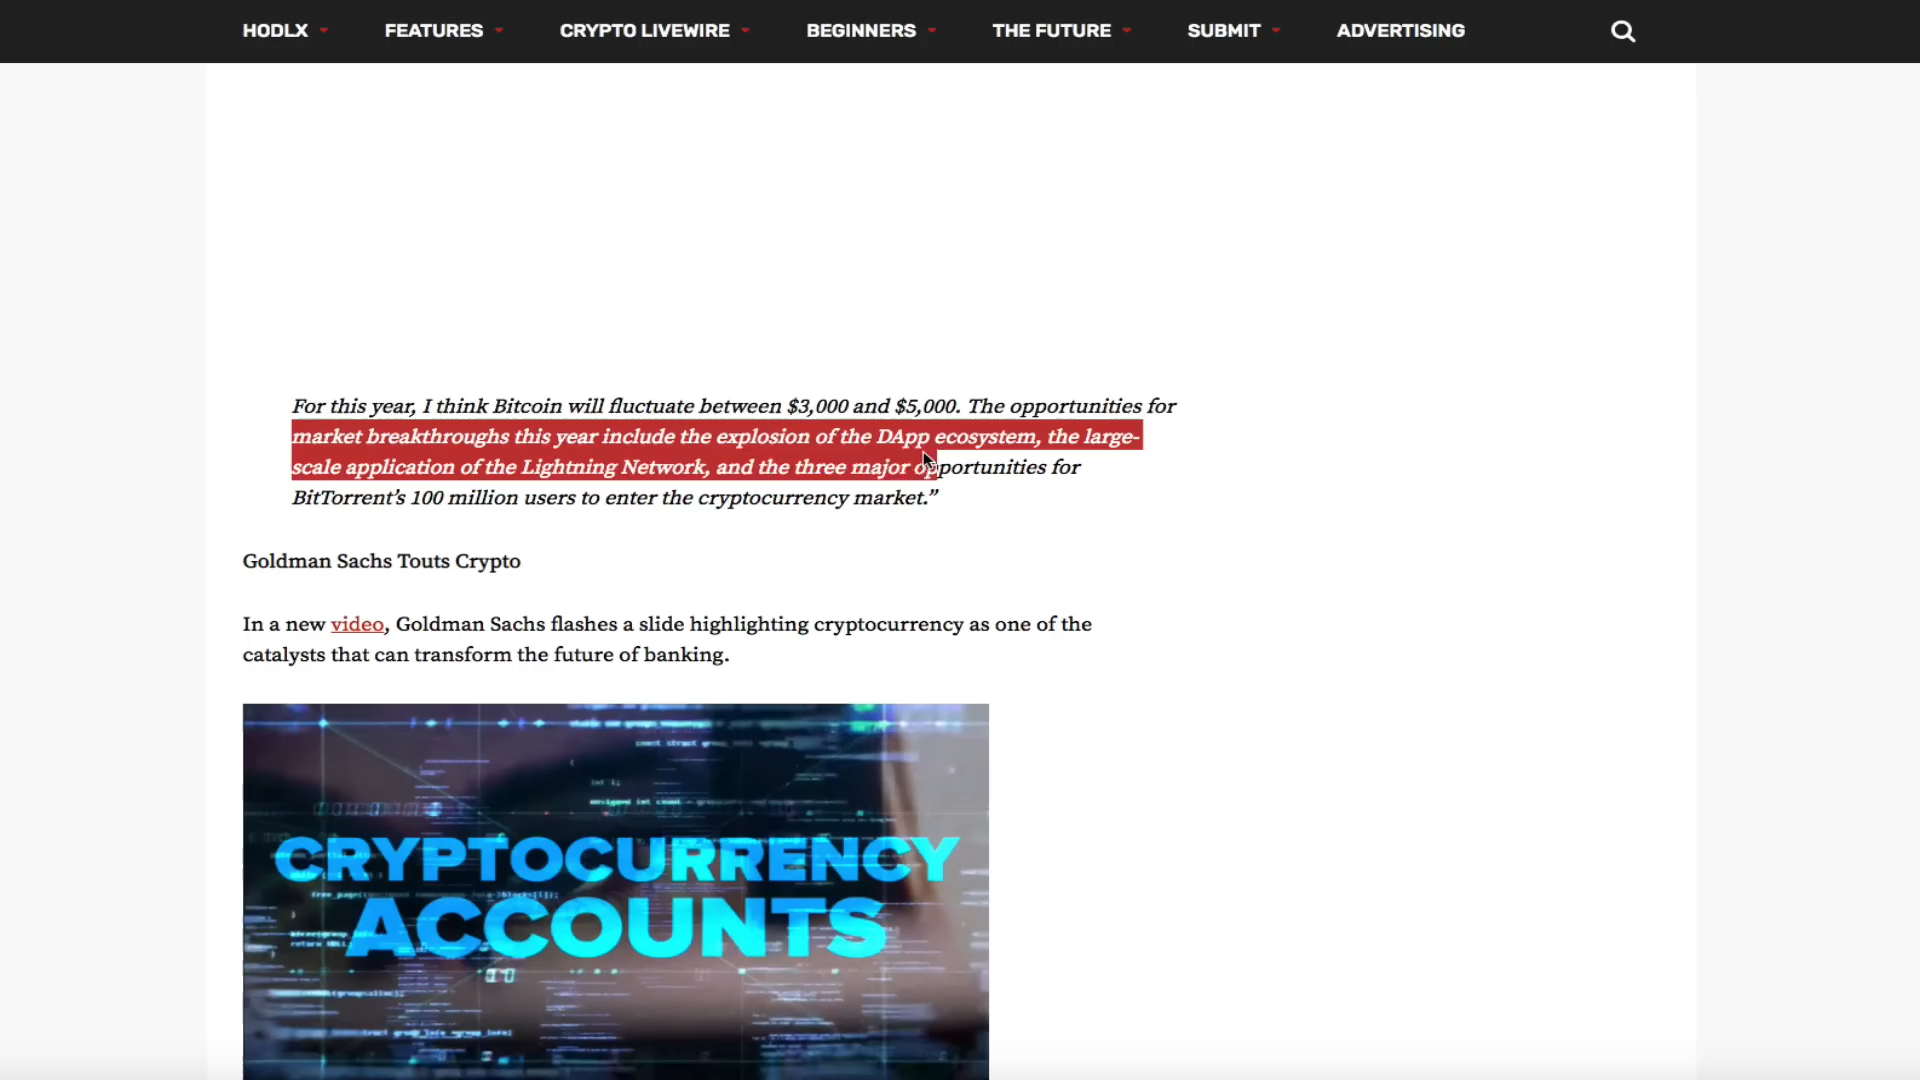 HODLX FEATURES CRYPTO LIVEWIRE BEGINNERS THE FUTURE SUBMIT ADVERTISING
For this year, I think Bitcoin will fluctuate between $3,000 and $5,000. The opportunities for
market breakthroughs this year include the explosion of the DApp ecosystem, the large-
scale application of the Lightning Network, and the three major opportunities for
BitTorrent’s 100 million users to enter the cryptocurrency market.”
Goldman Sachs Touts Crypto
In a new video, Goldman Sachs flashes a slide highlighting cryptocurrency as one of the
catalysts that can transform the future of banking.
CRYPTOCURRENCY
ACCOUNTS